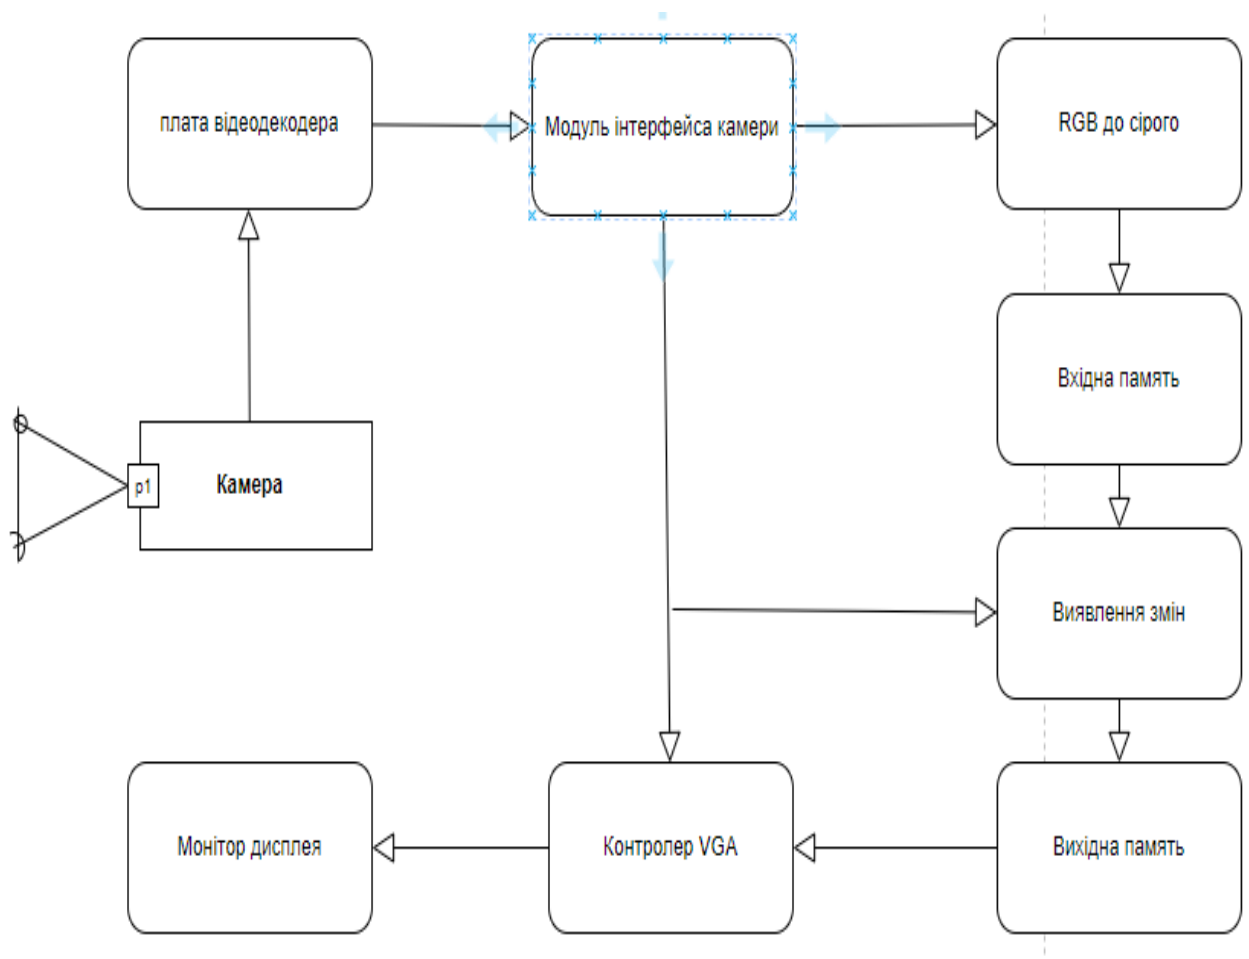 плата відеодекодера
Модуль інтерфейса камери
RGB до сірого
Вхідна память
p1
Камера
Виявлення змін
Монітор дисплея
Контролер VGA
Вихідна память